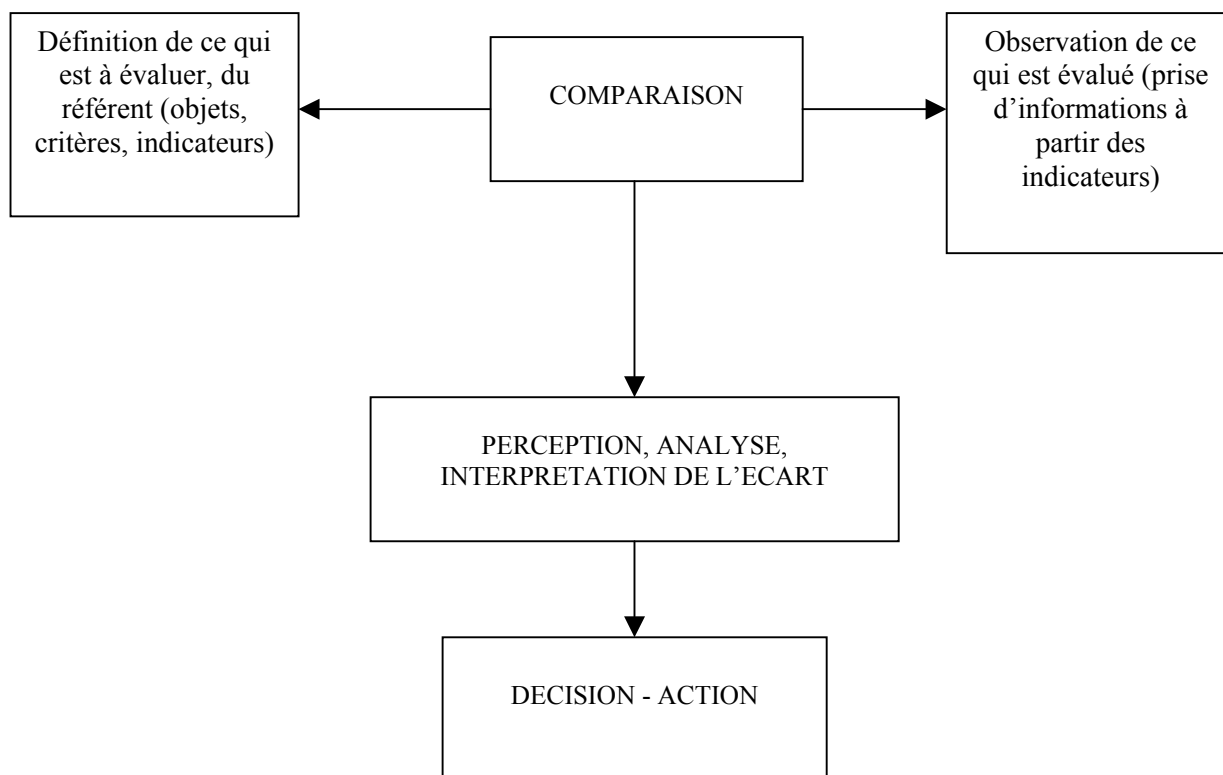 Définition de ce qui
est à évaluer, du
référent (objets,
critères, indicateurs)
COMPARAISON
Observation de ce
qui est évalué (prise
d’informations à
partir des
indicateurs)
PERCEPTION, ANALYSE,
INTERPRETATION DE L’ECART
DECISION - ACTION